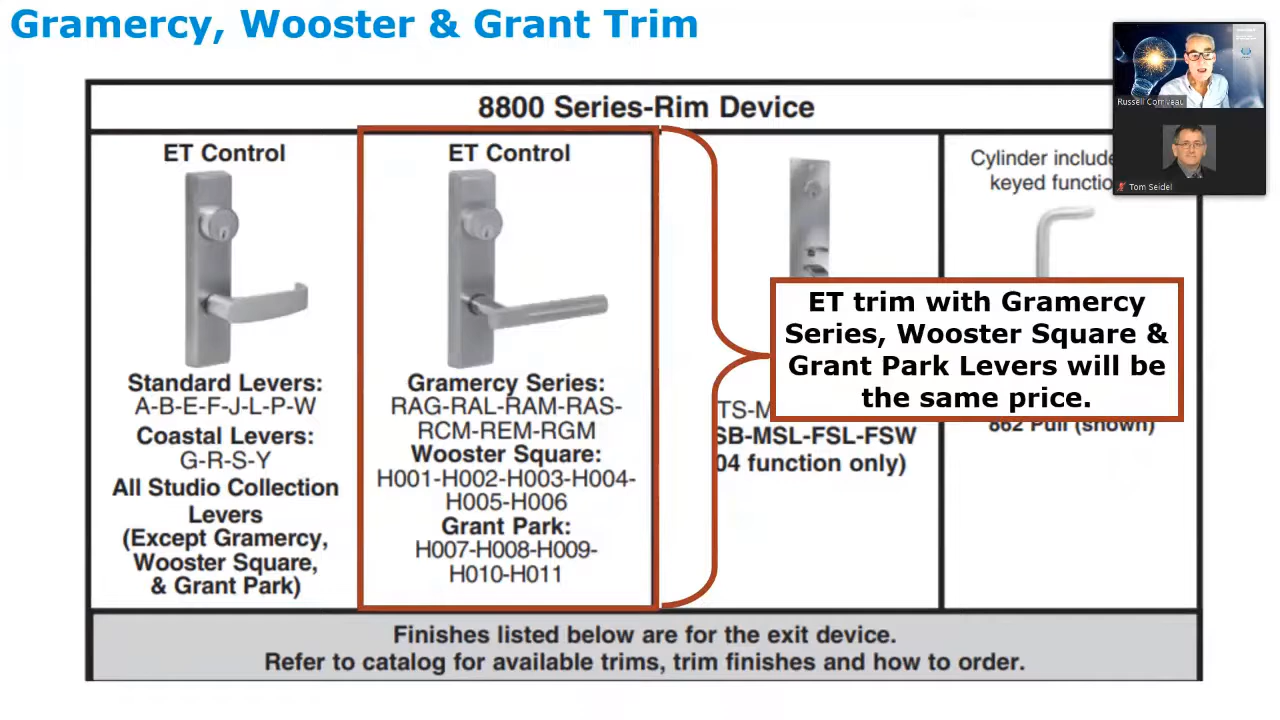 Gramercy, Wooster & Grant Trim
8800 Series-Rim Device
ET Control
Standard Levers:
A-B-E-F-J-L-P-W
Coastal Levers:
G-R-S-Y
All Studio Collection
Levers
(Except Gramercy,
Wooster Square,
& Grant Park)
ET Control
Gramercy Series:
RAG-RAL-RAM-RAS-
RCM-REM-RGM
Wooster Square:
H001-H002-H003-H004-
H005-H006
Grant Park:
H007-H008-H009-
H010-H011
ET trim with Gramercy
Series, Wooster Square &
Grant Park Levers will be
the same price.
SB-MSL-FSL-FSW
04 function only)
Cylinder include
keyed functio
862 Pull (shown)
Finishes listed below are for the exit device.
Refer to catalog for available trims, trim finishes and how to order.
Russell Corriveau
Tom Seidel